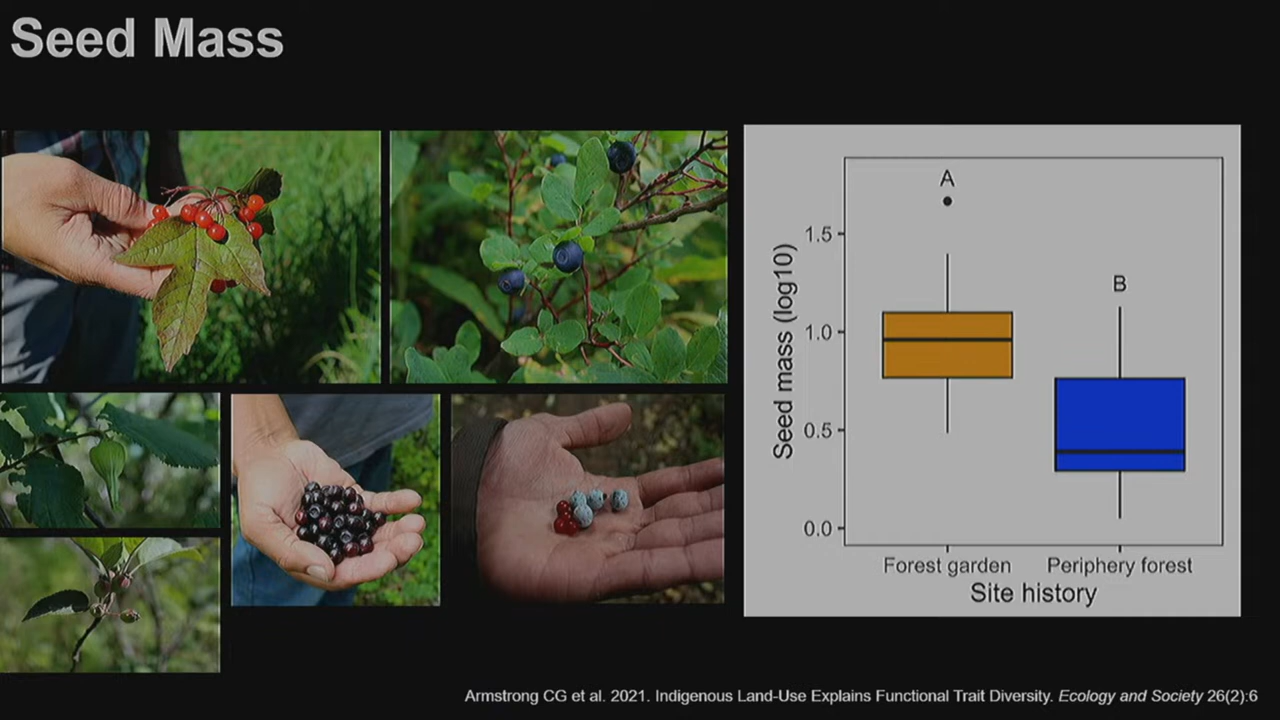 Seed Mass
A
B
Seed mass (log10)
1.5
1.0
0.5
0.0
Forest garden
Periphery forest
Site history
Armstrong CG et al. 2021. Indigenous Land-Use Explains Functional Trait Diversity. Ecology and Society 26(2):6